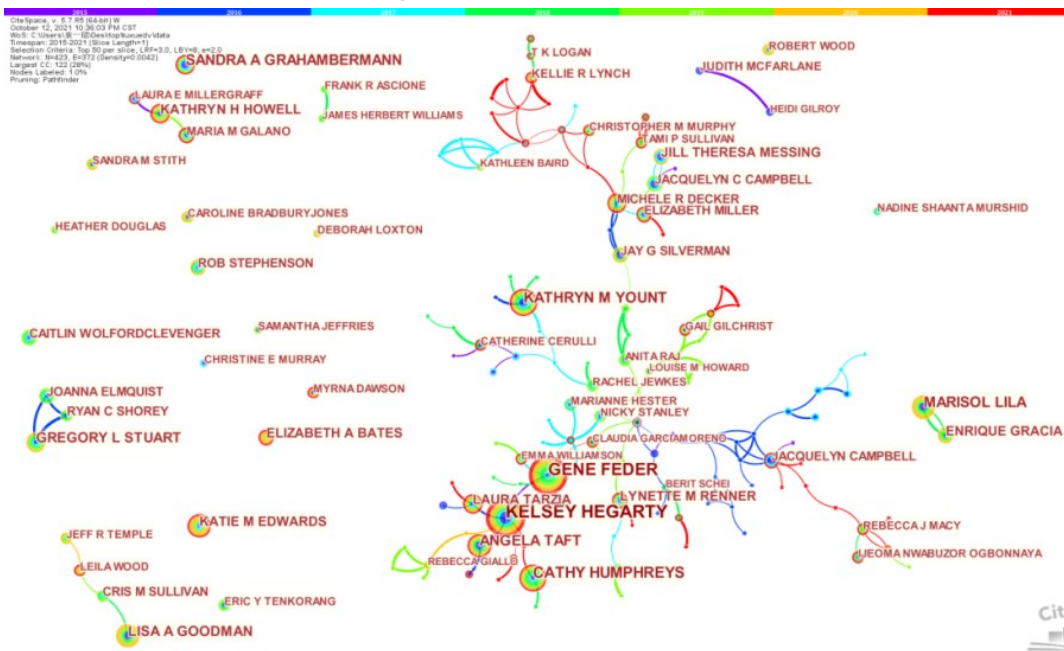 2015 2016 2017 2018 2019 2020 2021
CiteSpace, v. 5.7.R5 (64-bit) W
October 12, 2021 10:36:03 PM CST
Timespan: 2015-2021 (Slice Length=1)
Selection Criteria: Top 50 per slice, LRF=3.0, LBY=8, e=2.0
Network: N=423, E=372 (Density=0.0042)
Largest CC: 122 (28%)
Nodes Labeled: 1.0%
Pruning: Pathfinder
SANDRA A GRAHAMBERMANN
LAURA E MILLERGRAFF
KATHRYN H HOWELL
MARIA M GALANO
SANDRA M STITH
FRANK R ASCIONE
JAMES HERBERT WILLIAMS
T K LOGAN
KELLIE R LYNCH
ROBERT WOOD
JUDITH MCFARLANE
HEIDI GILROY
CHRISTOPHER M MURPHY
TAMI P SULLIVAN
KATHLEEN BAIRD
JILL THERESA MESSING
JACQUELYN C CAMPBELL
MICHELE R DECKER
ELIZABETH MILLER
NADINE SHAANTA MURSHID
HEATHER DOUGLAS
CAROLINE BRADBURYJONES
DEBORAH LOXTON
JAY G SILVERMAN
ROB STEPHENSON
KATHRYN M YOUNT
CAITLIN WOLFORDCLEVENGER
SAMANTHA JEFFRIES
GAIL GILCHRIST
CATHERINE CERULLI
CHRISTINE E MURRAY
ANITA RAJ
LOUISE M HOWARD
RACHEL JEWKES
JOANNA ELMQUIST
MYRNA DAWSON
RYAN C SHOREY
MARIANNE HESTER
NICKY STANLEY
MARISOL LILA
GREGORY L STUART
ELIZABETH A BATES
CLAUDIA GARCIAMORENO
ENRIQUE GRACIA
EMMA WILLIAMSON
JACQUELYN CAMPBELL
GENE FEDER
BERIT SCHEI
LAURA TARZIA
LYNETTE M RENNER
KELSEY HEGARTY
KATIE M EDWARDS
REBECCA J MACY
JEFF R TEMPLE
ANGELA TAFT
IJEOMA NWABUZOR OGBONNAYA
REBECCA GIALLO
LEILA WOOD
CATHY HUMPHREYS
CRIS M SULLIVAN
ERIC Y TENKORANG
LISA A GOODMAN
Cit